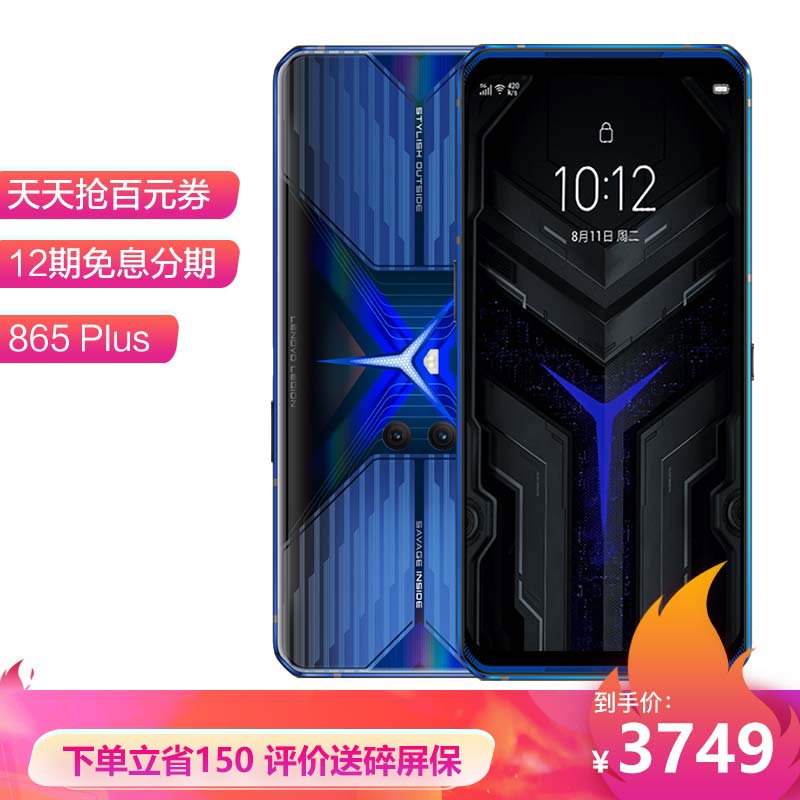 天天抢百元券
12期免息分期
865 Plus
STYLISH OUTSIDE
LENOVO LEGION
SAVAGE INSIDE
5G
420
K/s
10:12
8月11日 周二
到手价:
¥3749
下单立省150 评价送碎屏保